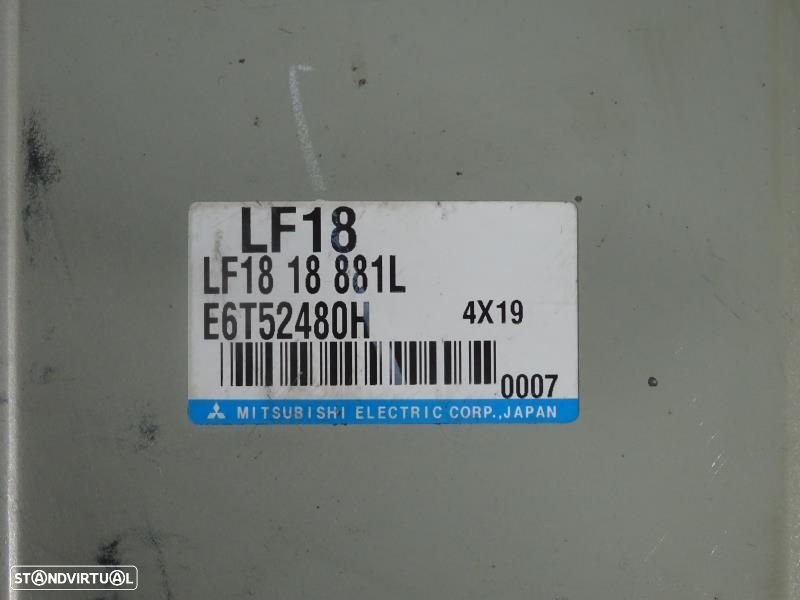 LF18
LF18 18 881L
E6T52480H 4X19
0007
MITSUBISHI ELECTRIC CORP.,JAPAN
STANDVIRTUAL